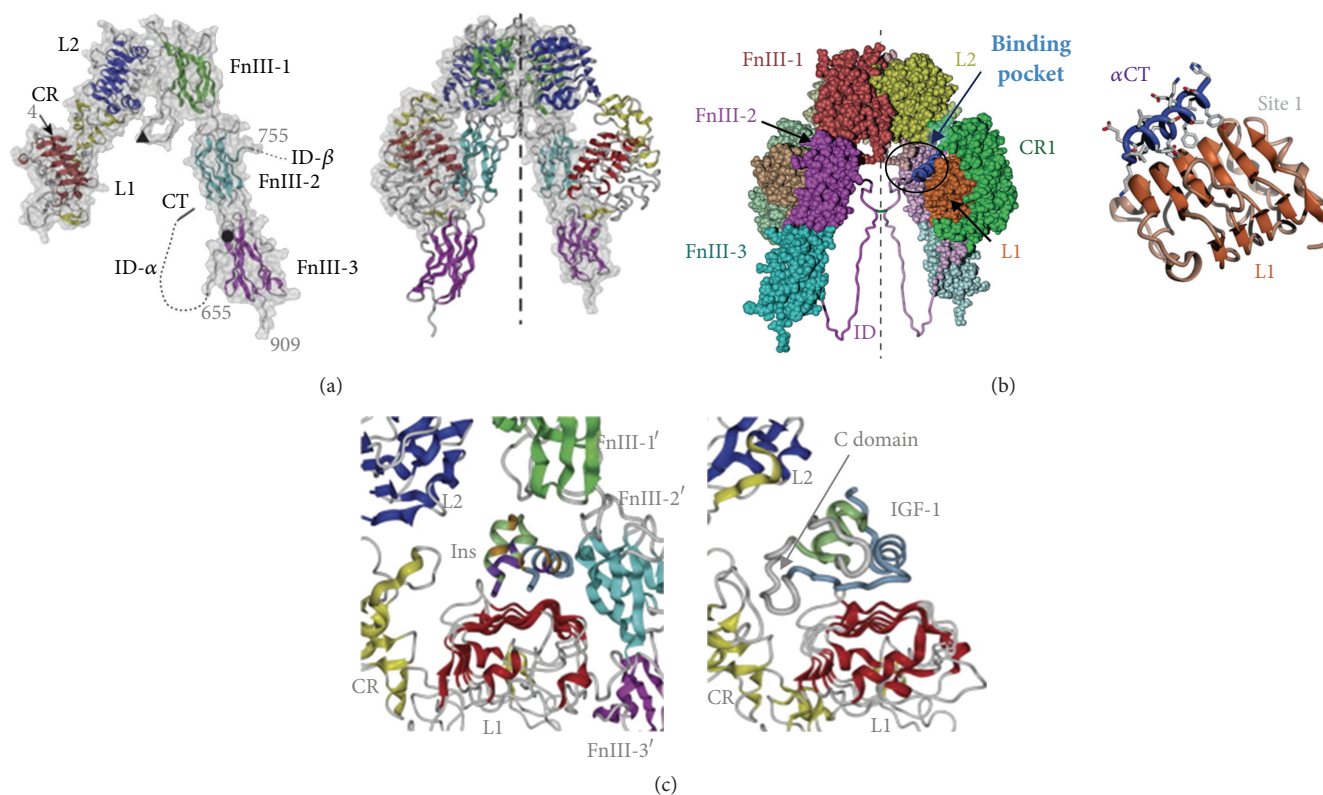 L2
FnIII-1
CR
4
755
ID-β
FnIII-2
L1
CT
ID-α
FnIII-3
655
909
(a)
FnIII-1
L2
Binding
pocket
FnIII-2
CR1
FnIII-3
L1
ID
αCT
Site 1
L1
(b)
FnIII-1′
L2
FnIII-2′
Ins
CR
L1
FnIII-3′
C domain
L2
IGF-1
CR
L1
(c)